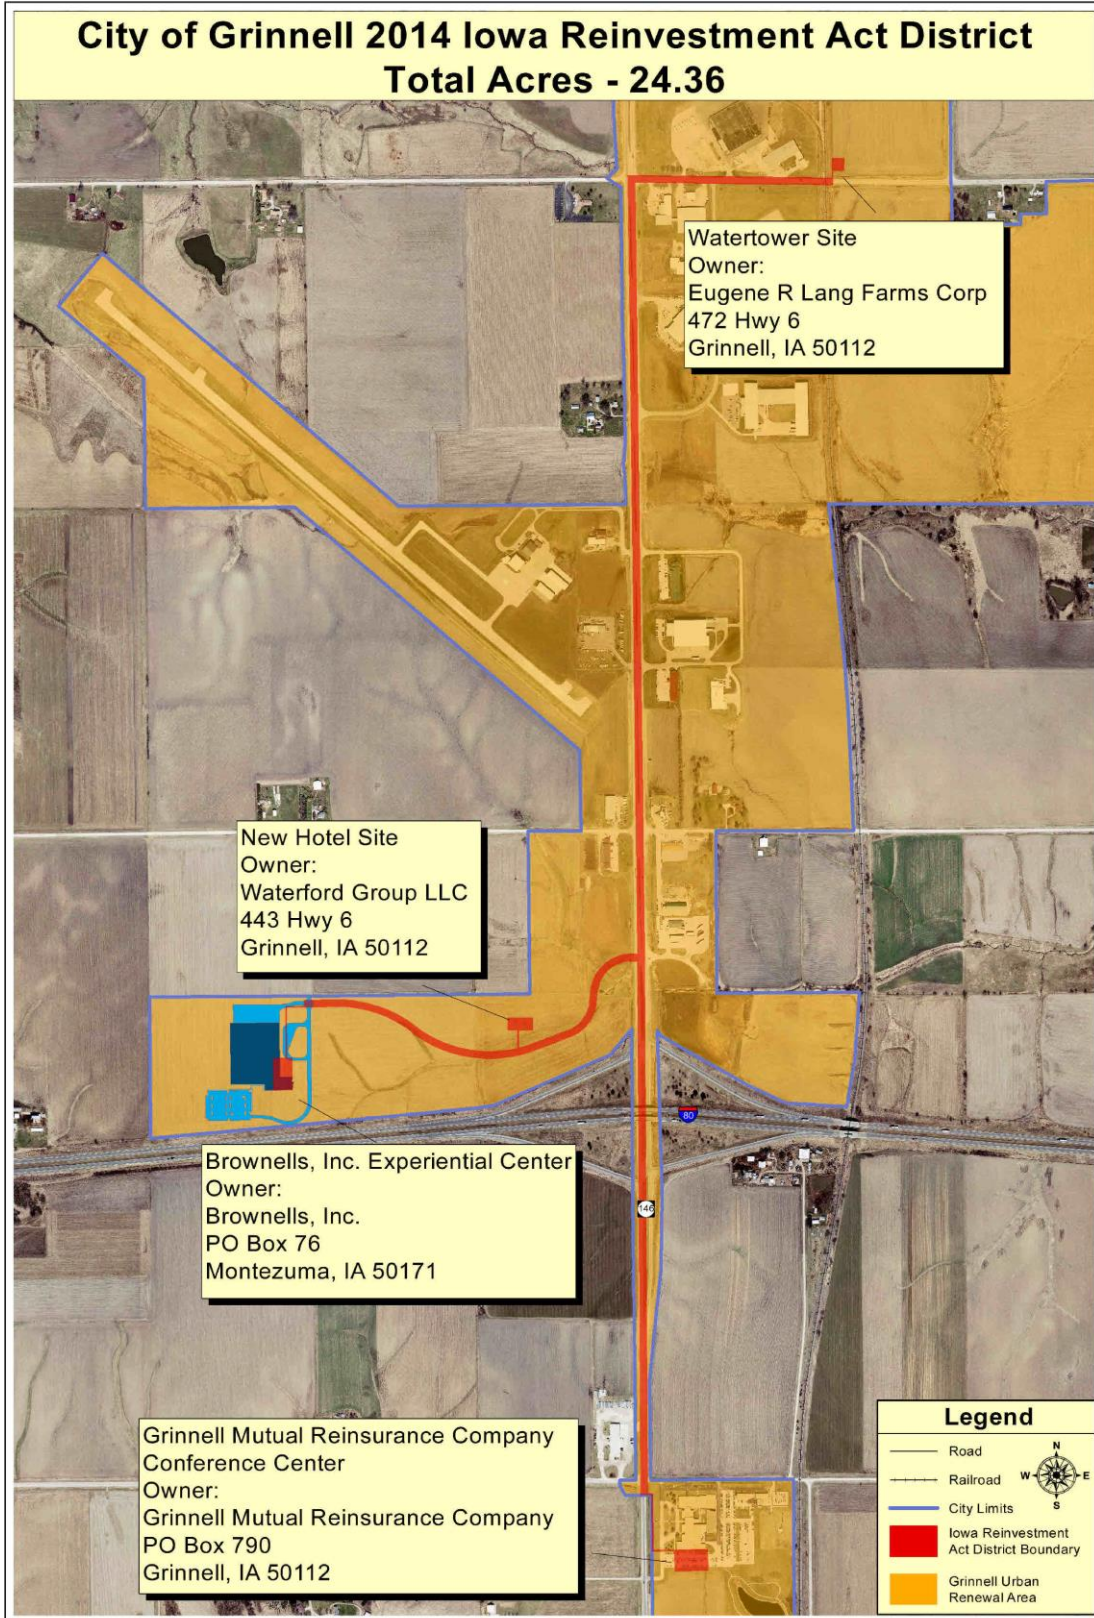 City of Grinnell 2014 Iowa Reinvestment Act District
Total Acres - 24.36
Watertower Site
Owner:
Eugene R Lang Farms Corp
472 Hwy 6
Grinnell, IA 50112
New Hotel Site
Owner:
Waterford Group LLC
443 Hwy 6
Grinnell, IA 50112
80
Brownells, Inc. Experiential Center
Owner:
Brownells, Inc.
PO Box 76
Montezuma, IA 50171
146
Grinnell Mutual Reinsurance Company
Conference Center
Owner:
Grinnell Mutual Reinsurance Company
PO Box 790
Grinnell, IA 50112
Legend
Road
Railroad
City Limits
Iowa Reinvestment
Act District Boundary
Grinnell Urban
Renewal Area
N
W E
S